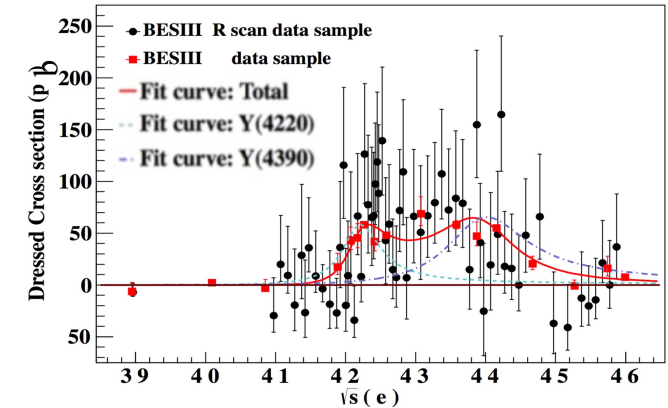 250
200
150
100
50
0
50
Dressed Cross section (p b)
BESIII R scan data sample
BESIII data sample
Fit curve: Total
Fit curve: Y(4220)
Fit curve: Y(4390)
3 9 4 0 4 1 4 2 4 3 4 4 4 5 4 6
√s ( e )